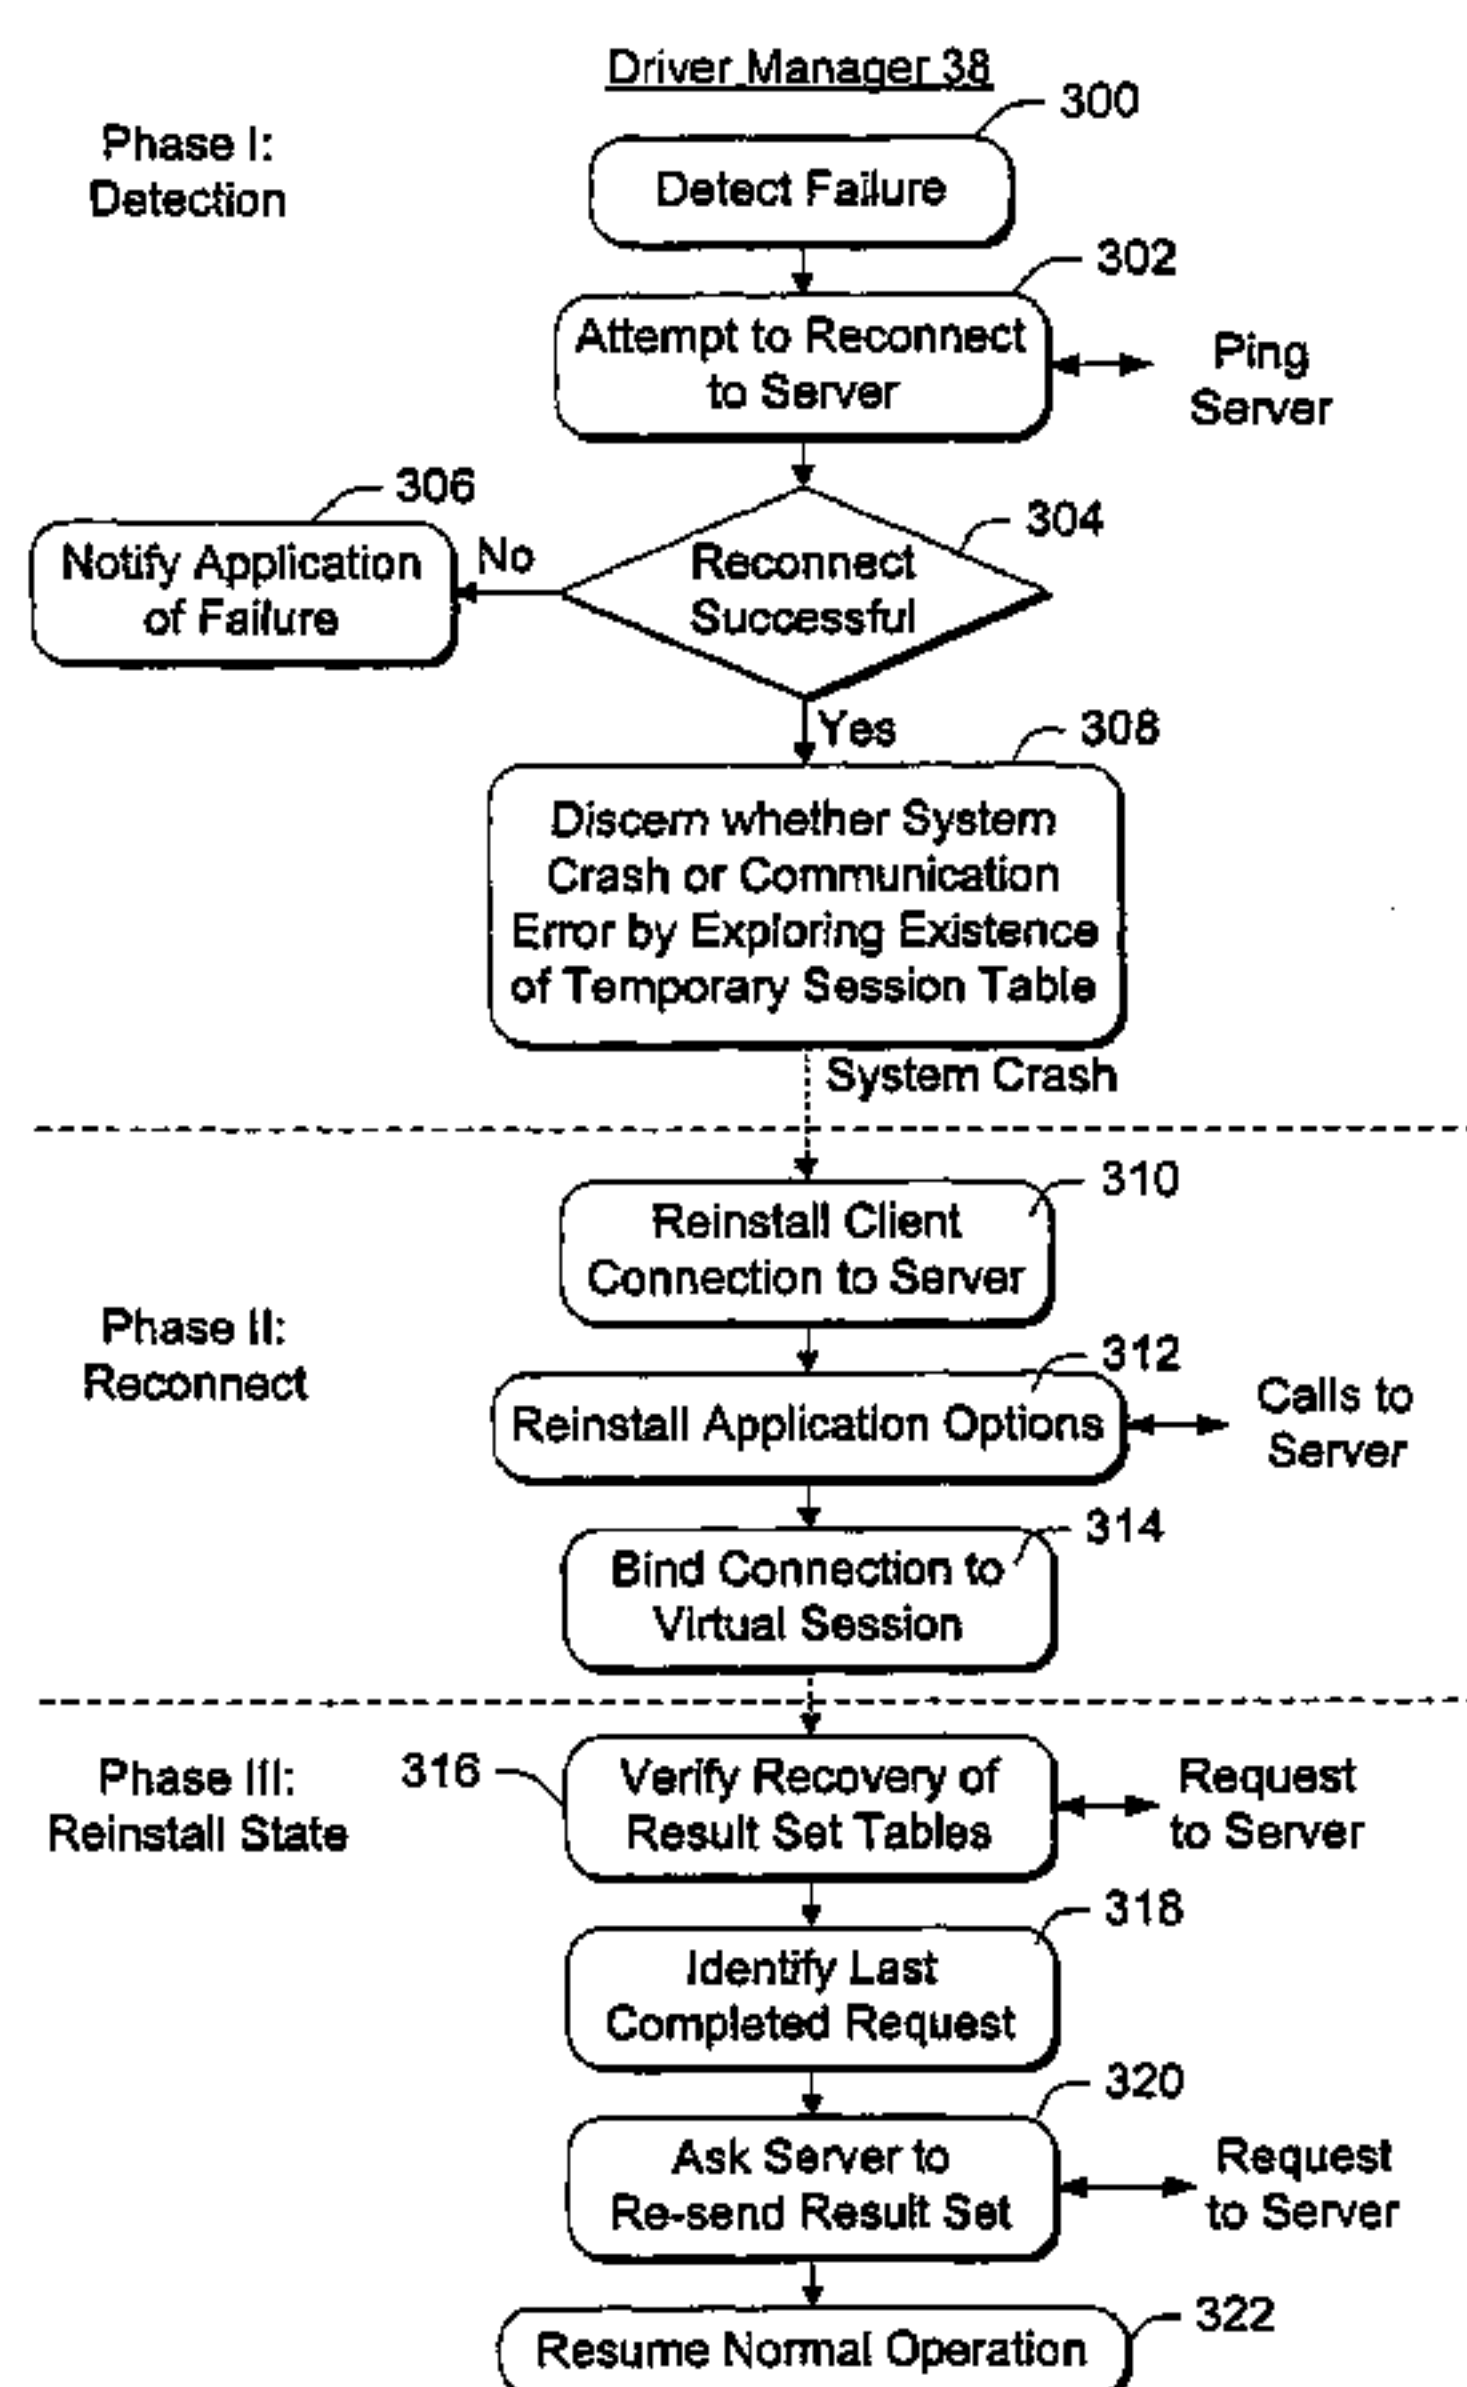 Driver Manager 38
300
Phase I:
Detection
Detect Failure
302
Attempt to Reconnect
to Server
Ping
Server
306
304
Notify Application
of Failure
No
Reconnect
Successful
Yes
308
Discern whether System
Crash or Communication
Error by Exploring Existence
of Temporary Session Table
System Crash
310
Reinstall Client
Connection to Server
Phase II:
Reconnect
312
Reinstall Application Options
Calls to
Server
314
Bind Connection to
Virtual Session
Phase III:
Reinstall State
316
Verify Recovery of
Result Set Tables
Request
to Server
318
Identify Last
Completed Request
320
Ask Server to
Re-send Result Set
Request
to Server
322
Resume Normal Operation